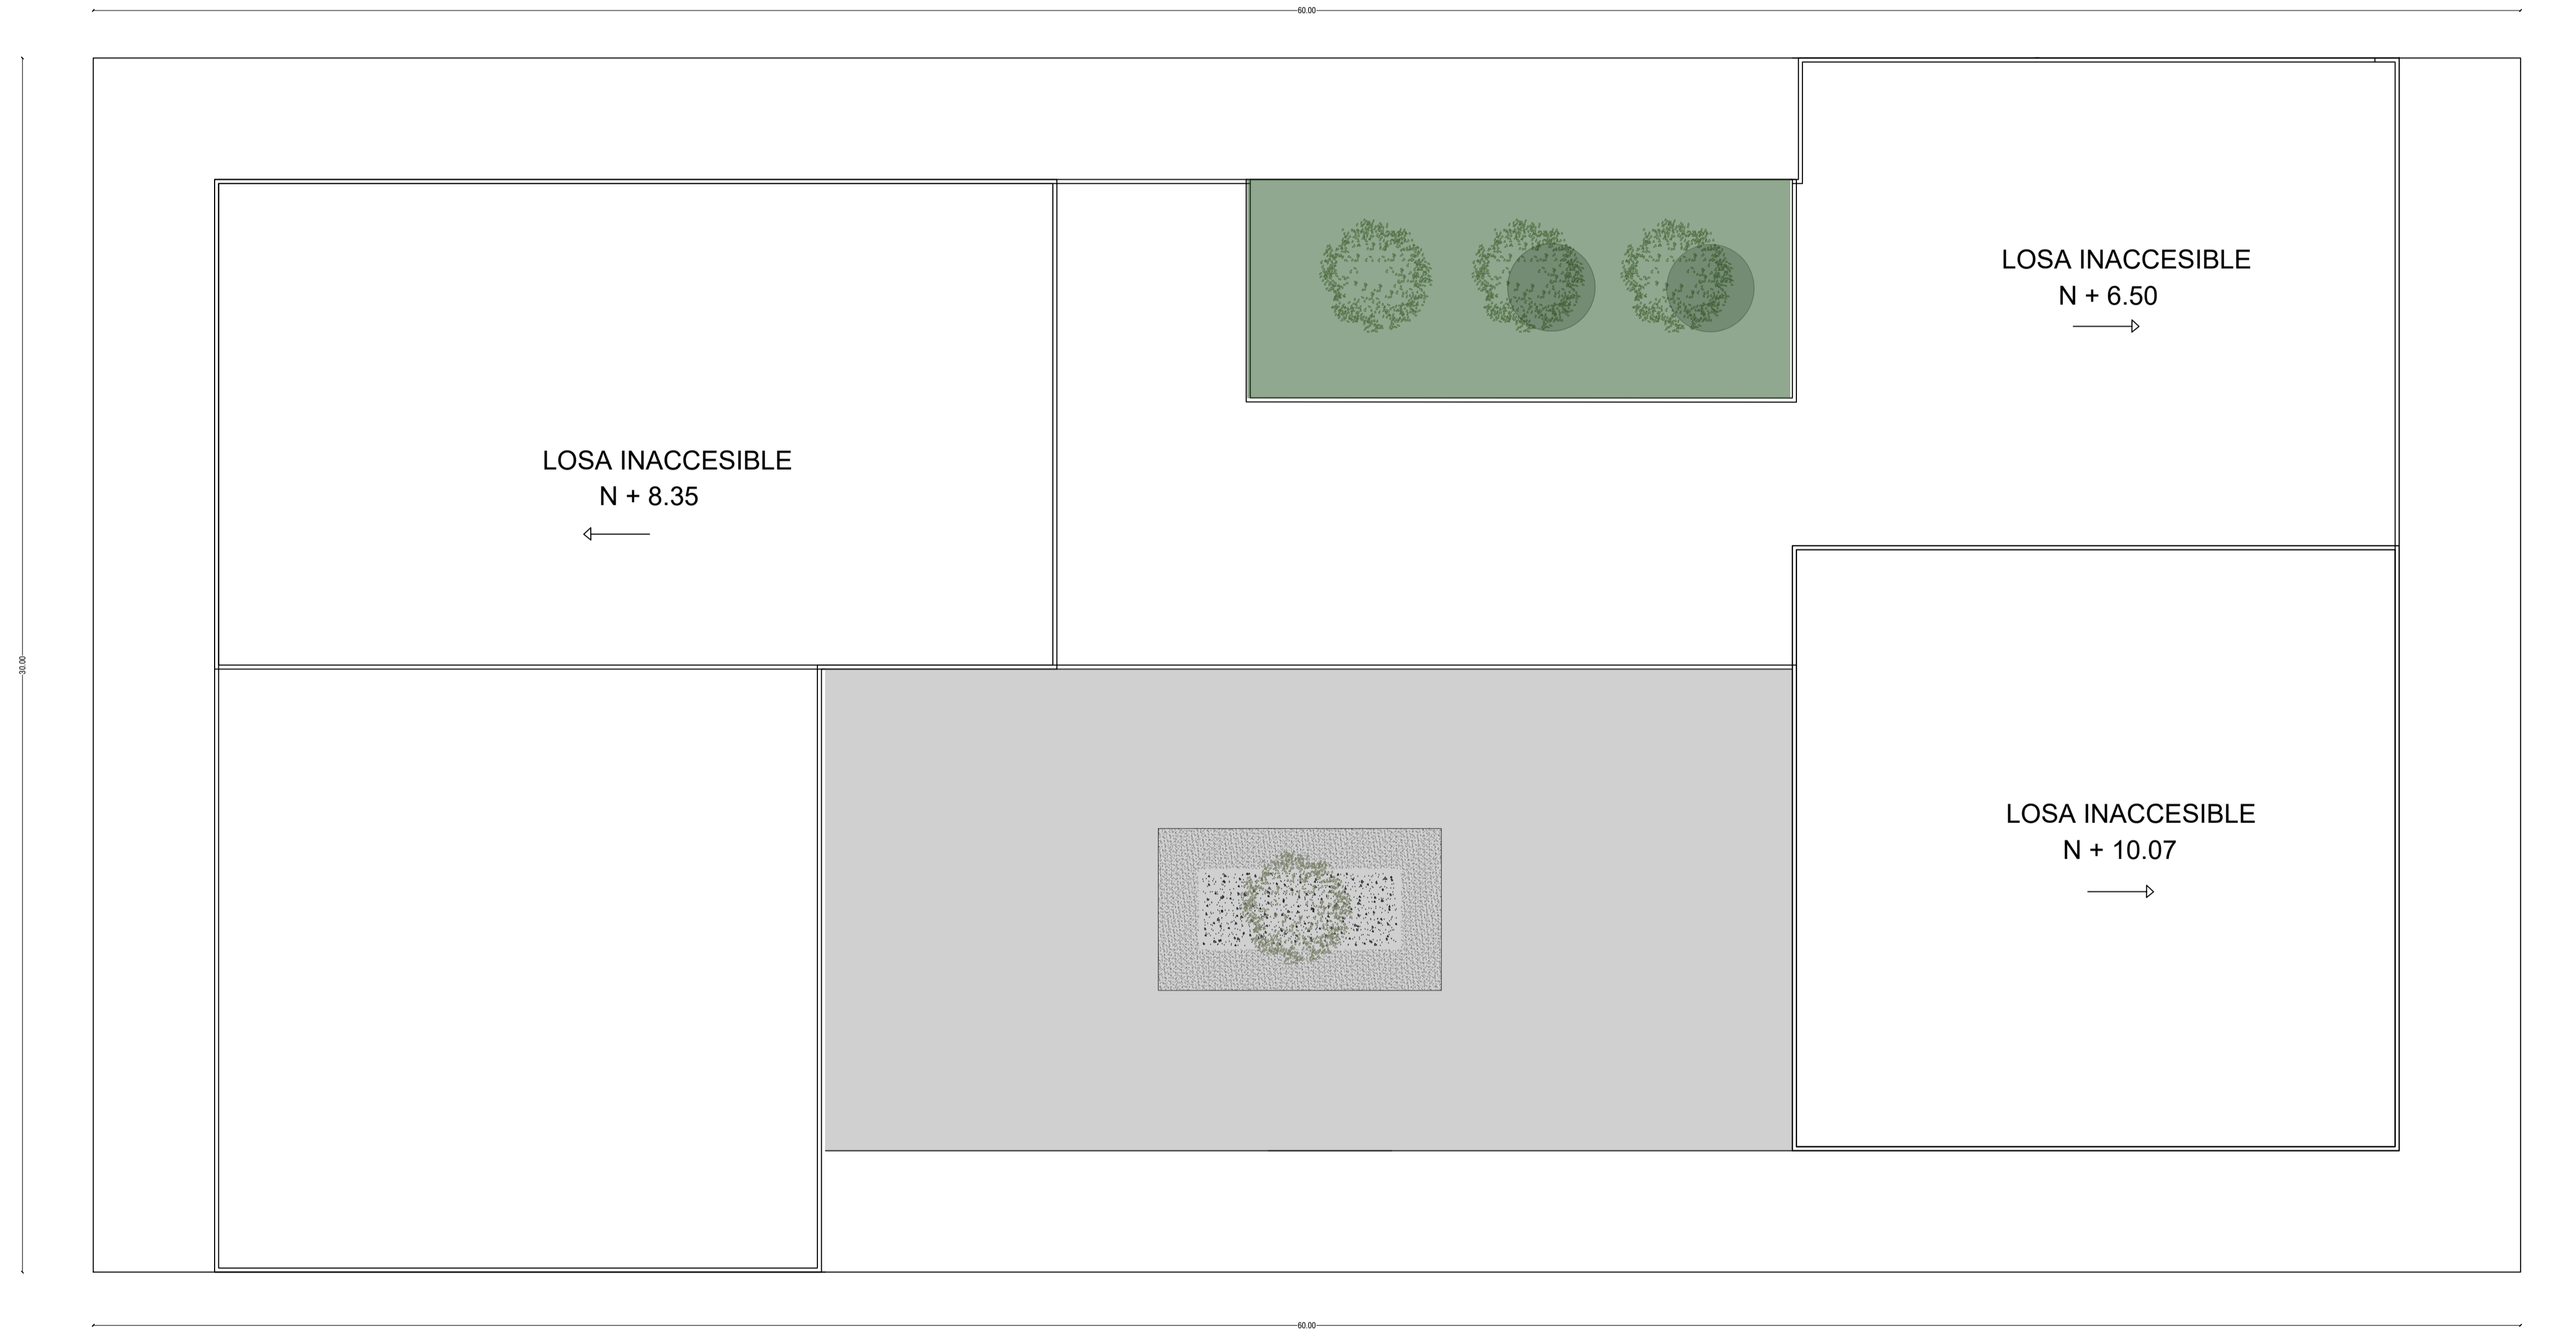 60.00
LOSA INACCESIBLE
N + 6.50
LOSA INACCESIBLE
N + 8.35
30.00
LOSA INACCESIBLE
N + 10.07
60.00